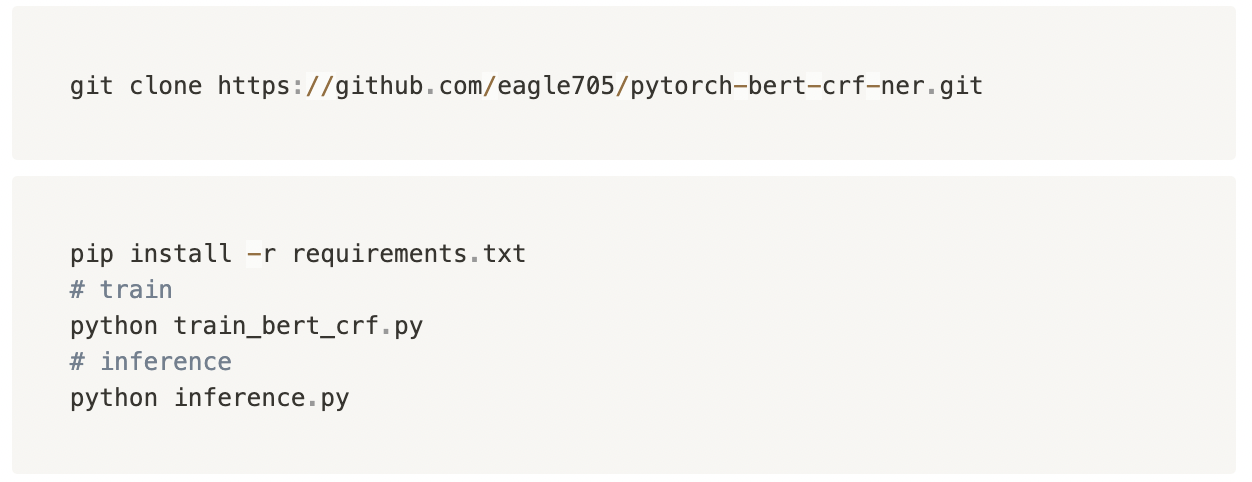 git clone https://github.com/eagle705/pytorch-bert-crf-ner.git
pip install -r requirements.txt
# train
python train_bert_crf.py
# inference
python inference.py